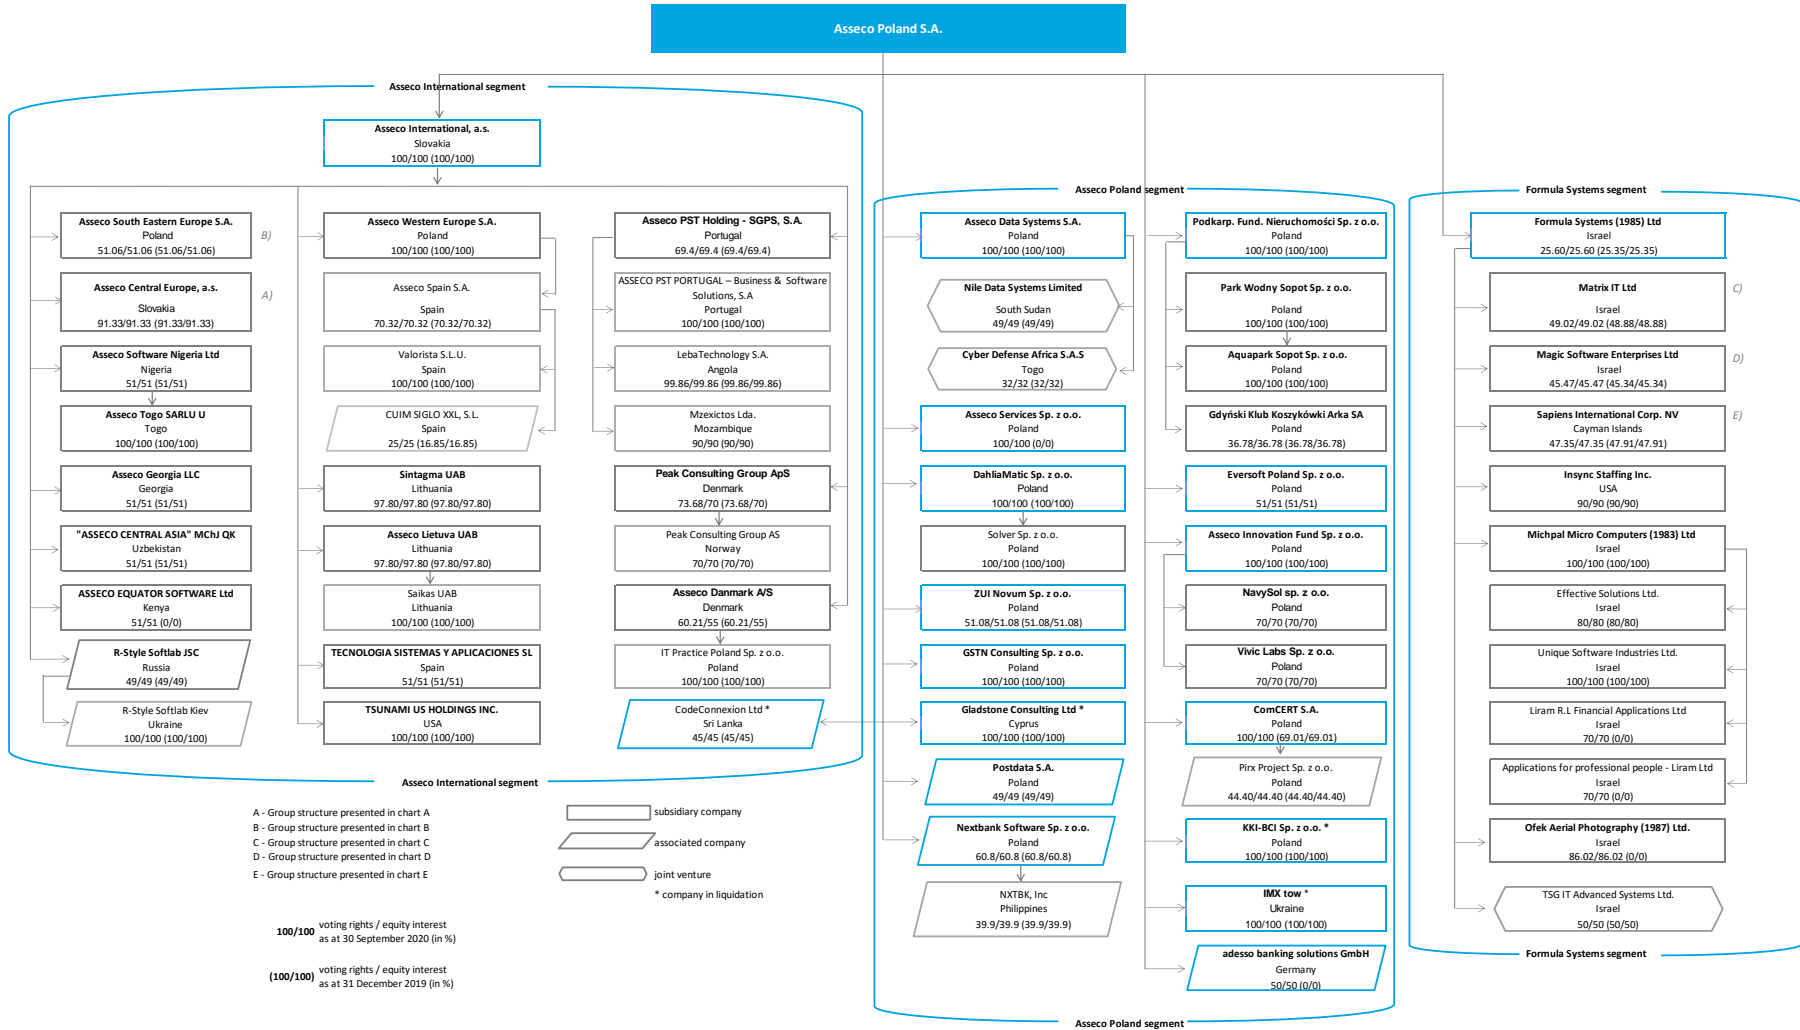 Asseco Poland S.A.
Asseco International segment
Asseco International, a.s.
Slovakia
100/100 (100/100)
Asseco South Eastern Europe S.A.
Poland
51.06/51.06 (51.06/51.06)
B)
Asseco Central Europe, a.s.
Slovakia
91.33/91.33 (91.33/91.33)
A)
Asseco Software Nigeria Ltd
Nigeria
51/51 (51/51)
Asseco Togo SARLU U
Togo
100/100 (100/100)
Asseco Georgia LLC
Georgia
51/51 (51/51)
"ASSECO CENTRAL ASIA" MChJ QK
Uzbekistan
51/51 (51/51)
ASSECO EQUATOR SOFTWARE Ltd
Kenya
51/51 (0/0)
R-Style Softlab JSC
Russia
49/49 (49/49)
R-Style Softlab Kiev
Ukraine
100/100 (100/100)
Asseco Western Europe S.A.
Poland
100/100 (100/100)
Asseco Spain S.A.
Spain
70.32/70.32 (70.32/70.32)
Valorista S.L.U.
Spain
100/100 (100/100)
CUIM SIGLO XXI, S.L.
Spain
25/25 (16.85/16.85)
Sintagma UAB
Lithuania
97.80/97.80 (97.80/97.80)
Asseco Lietuva UAB
Lithuania
97.80/97.80 (97.80/97.80)
Saikas UAB
Lithuania
100/100 (100/100)
TECNOLOGIA SISTEMAS Y APLICACIONES SL
Spain
51/51 (51/51)
TSUNAMI US HOLDINGS INC.
USA
100/100 (100/100)
Asseco PST Holding - SGPS, S.A.
Portugal
69.4/69.4 (69.4/69.4)
ASSECO PST PORTUGAL – Business & Software
Solutions, S.A
Portugal
100/100 (100/100)
LebaTechnology S.A.
Angola
99.86/99.86 (99.86/99.86)
Mzexictos Lda.
Mozambique
90/90 (90/90)
Peak Consulting Group ApS
Denmark
73.68/70 (73.68/70)
Peak Consulting Group AS
Norway
70/70 (70/70)
Asseco Danmark A/S
Denmark
60.21/55 (60.21/55)
IT Practice Poland Sp. z o.o.
Poland
100/100 (100/100)
CodeConnexion Ltd *
Sri Lanka
45/45 (45/45)
Asseco International segment
Asseco Poland segment
Asseco Data Systems S.A.
Poland
100/100 (100/100)
Nile Data Systems Limited
South Sudan
49/49 (49/49)
Cyber Defense Africa S.A.S
Togo
32/32 (32/32)
Asseco Services Sp. z o.o.
Poland
100/100 (0/0)
DahliaMatic Sp. z o.o.
Poland
100/100 (100/100)
Solver Sp. z o.o.
Poland
100/100 (100/100)
ZUI Novum Sp. z o.o.
Poland
51.08/51.08 (51.08/51.08)
GSTN Consulting Sp. z o.o.
Poland
100/100 (100/100)
Gladstone Consulting Ltd *
Cyprus
100/100 (100/100)
Postdata S.A.
Poland
49/49 (49/49)
Nextbank Software Sp. z o.o.
Poland
60.8/60.8 (60.8/60.8)
NXTBK, Inc
Philippines
39.9/39.9 (39.9/39.9)
Podkarp. Fund. Nieruchomości Sp. z o.o.
Poland
100/100 (100/100)
Park Wodny Sopot Sp. z o.o.
Poland
100/100 (100/100)
Aquapark Sopot Sp. z o.o.
Poland
100/100 (100/100)
Gdyński Klub Koszykówki Arka SA
Poland
36.78/36.78 (36.78/36.78)
Eversoft Poland Sp. z o.o.
Poland
51/51 (51/51)
Asseco Innovation Fund Sp. z o.o.
Poland
100/100 (100/100)
NavySol sp. z o.o.
Poland
70/70 (70/70)
Vivic Labs Sp. z o.o.
Poland
70/70 (70/70)
ComCERT S.A.
Poland
100/100 (69.01/69.01)
Pirx Project Sp. z o.o.
Poland
44.40/44.40 (44.40/44.40)
KKI-BCI Sp. z o.o. *
Poland
100/100 (100/100)
IMX tow *
Ukraine
100/100 (100/100)
adesso banking solutions GmbH
Germany
50/50 (0/0)
Asseco Poland segment
Formula Systems segment
Formula Systems (1985) Ltd
Israel
25.60/25.60 (25.35/25.35)
Matrix IT Ltd
Israel
49.02/49.02 (48.88/48.88)
C)
Magic Software Enterprises Ltd
Israel
45.47/45.47 (45.34/45.34)
D)
Sapiens International Corp. NV
Cayman Islands
47.35/47.35 (47.91/47.91)
E)
Insync Staffing Inc.
USA
90/90 (90/90)
Michpal Micro Computers (1983) Ltd
Israel
100/100 (100/100)
Effective Solutions Ltd.
Israel
80/80 (80/80)
Unique Software Industries Ltd.
Israel
100/100 (100/100)
Liram R.L Financial Applications Ltd
Israel
70/70 (0/0)
Applications for professional people - Liram Ltd
Israel
70/70 (0/0)
Ofek Aerial Photography (1987) Ltd.
Israel
86.02/86.02 (0/0)
TSG IT Advanced Systems Ltd.
Israel
50/50 (50/50)
Formula Systems segment
A - Group structure presented in chart A
B - Group structure presented in chart B
C - Group structure presented in chart C
D - Group structure presented in chart D
E - Group structure presented in chart E
subsidiary company
associated company
joint venture
* company in liquidation
100/100 voting rights / equity interest
as at 30 September 2020 (in %)
(100/100) voting rights / equity interest
as at 31 December 2019 (in %)